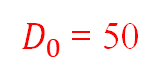 D₀ = 50